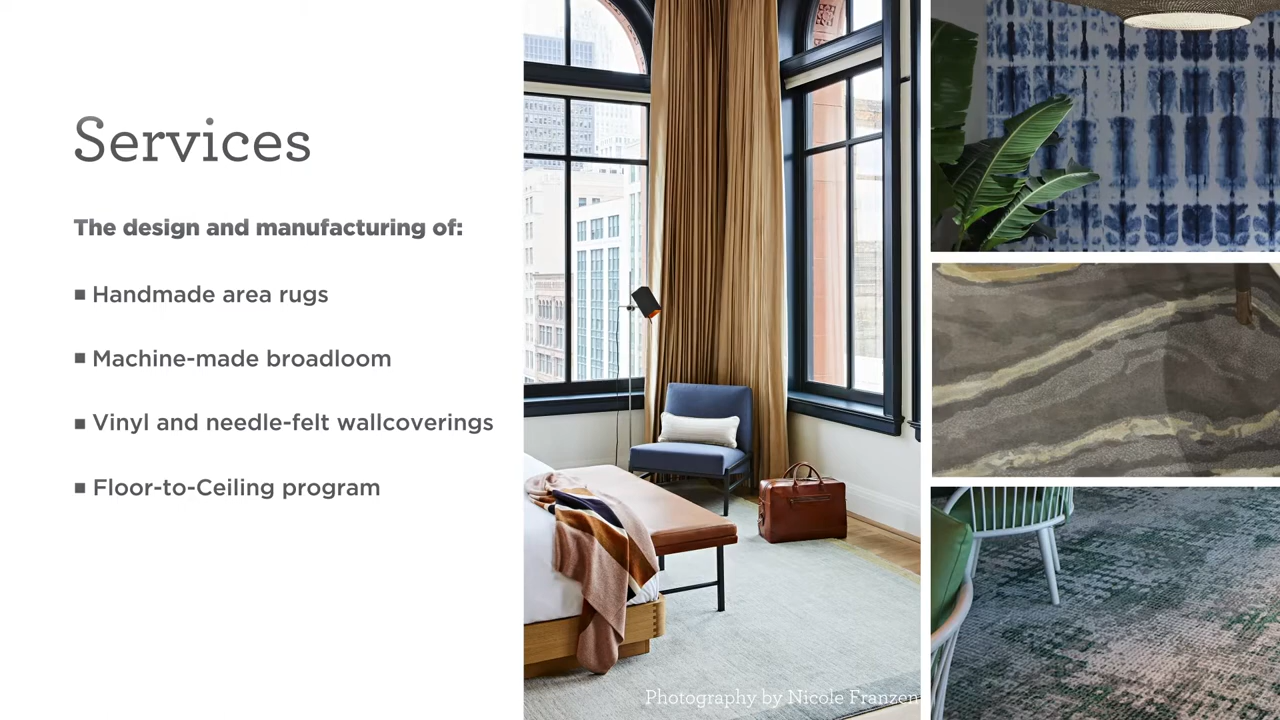 Services
The design and manufacturing of:
■ Handmade area rugs
■ Machine-made broadloom
■ Vinyl and needle-felt wallcoverings
■ Floor-to-Ceiling program
Photography by Nicole Franzen